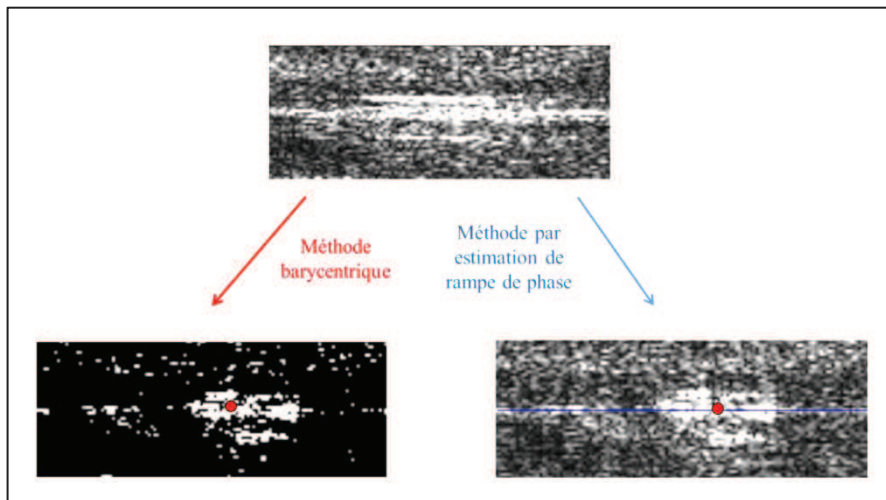 Méthode
barycentrique
Méthode par
estimation de
rampe de phase